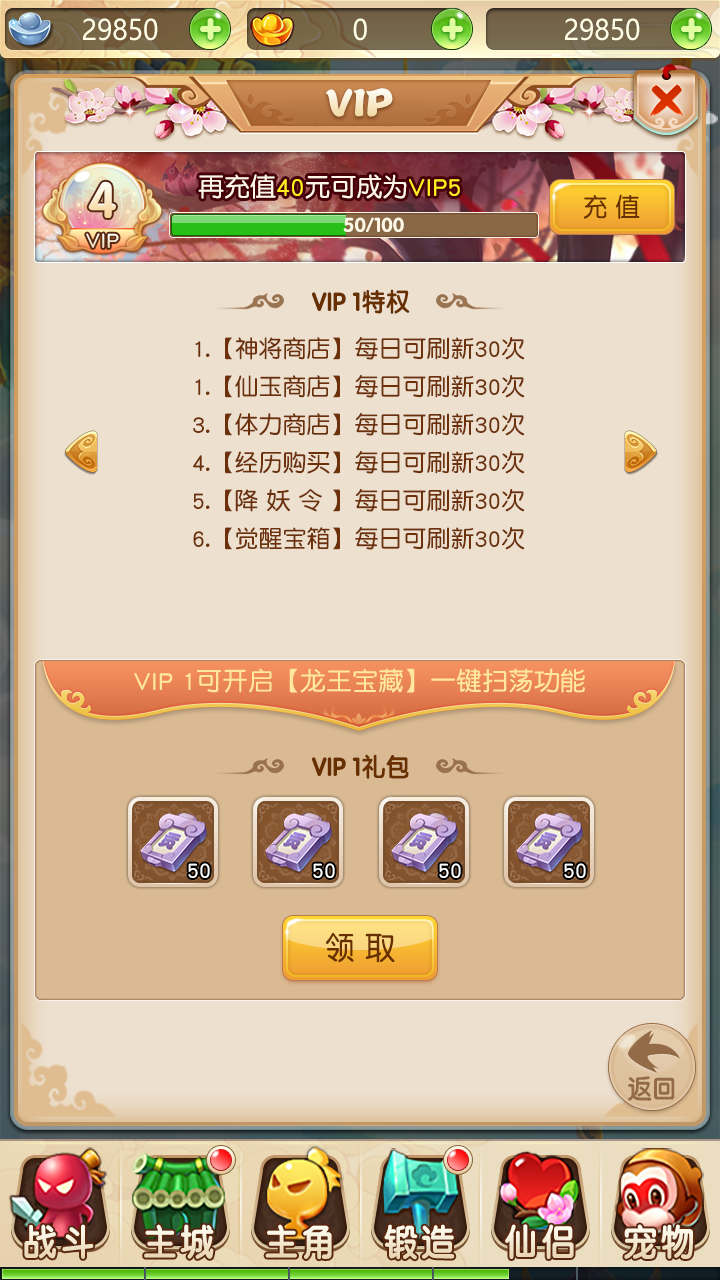 29850
0
29850
VIP
4
VIP
再充值40元可成为VIP5
50/100
充值
VIP 1特权
1.【神将商店】每日可刷新30次
1.【仙玉商店】每日可刷新30次
3.【体力商店】每日可刷新30次
4.【经历购买】每日可刷新30次
5.【降 妖 令 】每日可刷新30次
6.【觉醒宝箱】每日可刷新30次
VIP 1可开启【龙王宝藏】一键扫荡功能
VIP 1礼包
50
50
50
50
领取
返回
战斗 主城 主角 锻造 仙侣 宠物